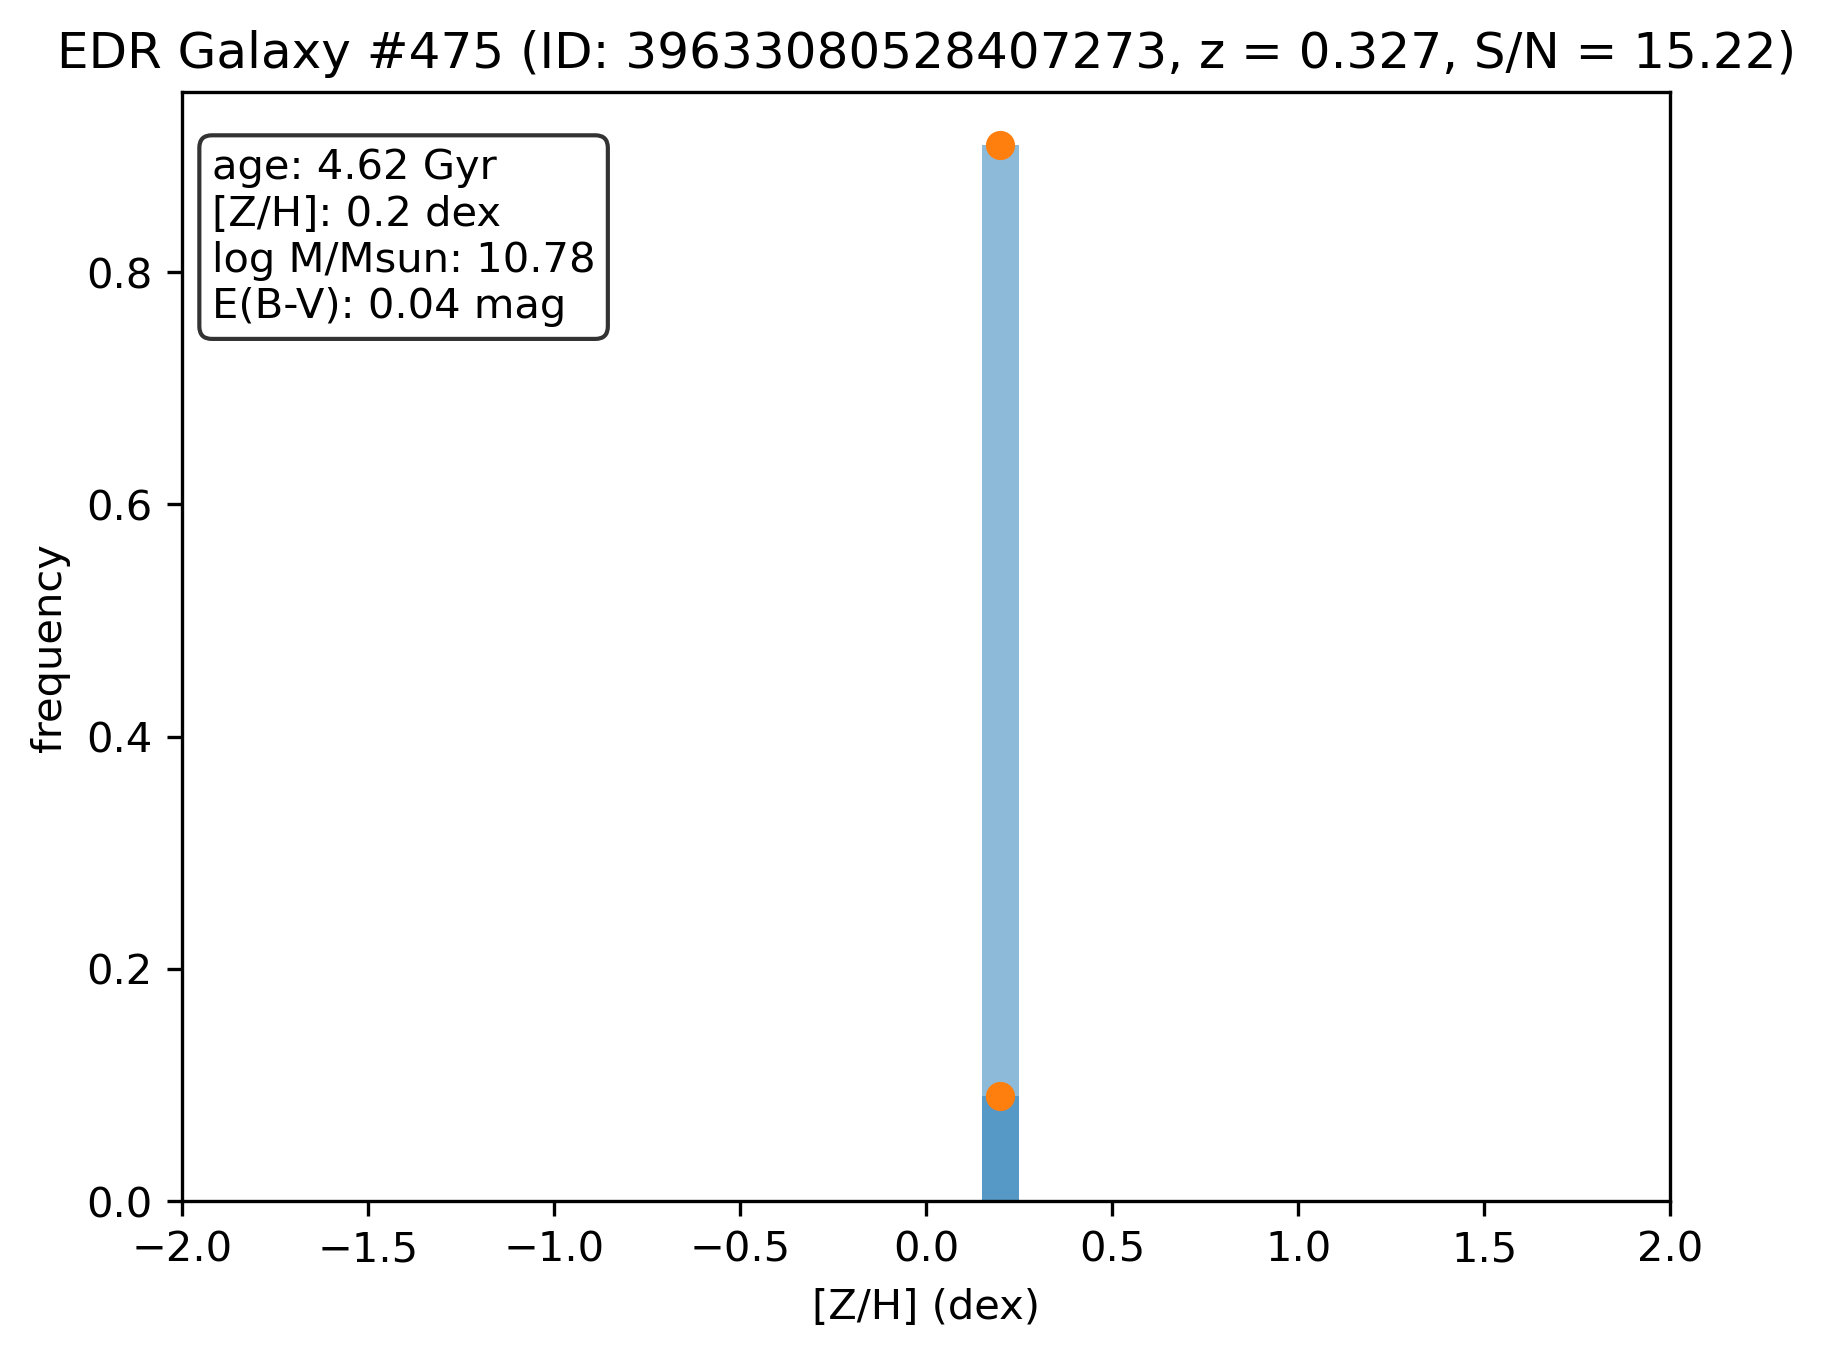 EDR Galaxy #475 (ID: 39633080528407273, z = 0.327, S/N = 15.22)
age: 4.62 Gyr
[Z/H]: 0.2 dex
log M/Msun: 10.78
E(B-V): 0.04 mag
0.8
0.6
0.4
0.2
0.0
frequency
−2.0 −1.5 −1.0 −0.5 0.0 0.5 1.0 1.5 2.0
[Z/H] (dex)